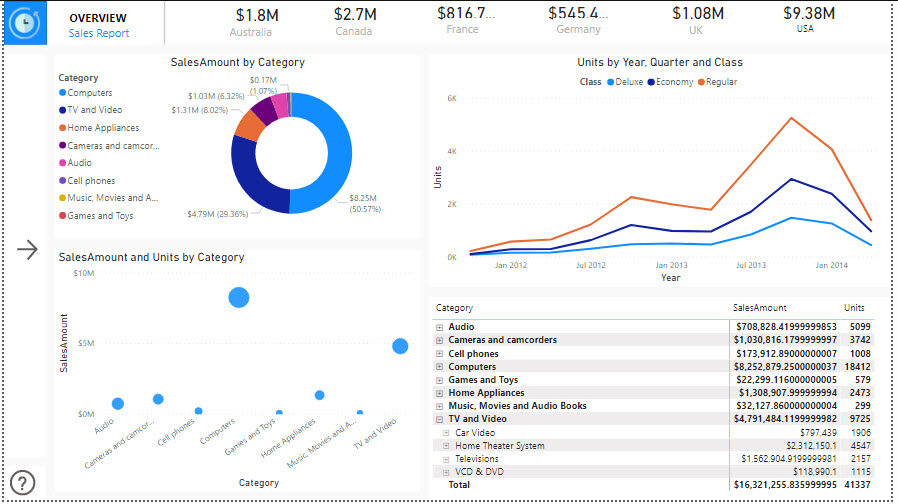 OVERVIEW
Sales Report
$1.8M
Australia
$2.7M
Canada
$816.7...
France
$545.4...
Germany
$1.08M
UK
$9.38M
USA
SalesAmount by Category
Category
Computers
TV and Video
Home Appliances
Cameras and camcor...
Audio
Cell phones
Music, Movies and A...
Games and Toys
$0.17M
(1.07%)
$1.03M (6.32%)
$1.31M (8.02%)
$4.79M (29.36%)
$8.25M
(50.57%)
Units by Year, Quarter and Class
Class Deluxe Economy Regular
Units
6K
4K
2K
0K
Jan 2012 Jul 2012 Jan 2013 Jul 2013 Jan 2014
Year
SalesAmount and Units by Category
SalesAmount
$10M
$5M
$0M
Audio
Cameras and camcor...
Cell phones
Computers
Games and Toys
Home Appliances
Music, Movies and A...
TV and Video
Category
Category SalesAmount Units
Audio $708,828.41999999853 5099
Cameras and camcorders $1,030,816.1799999997 3742
Cell phones $173,912.89000000007 1008
Computers $8,252,879.2500000037 18412
Games and Toys $22,299.116000000005 579
Home Appliances $1,308,907.9999999994 2473
Music, Movies and Audio Books $32,127.860000000004 299
TV and Video $4,791,484.1199999982 9725
Car Video $797,439 1906
Home Theater System $2,312,150.1 4547
Televisions $1,562,904.9199999981 2157
VCD & DVD $118,990.1 1115
Total $16,321,255.835999995 41337
?